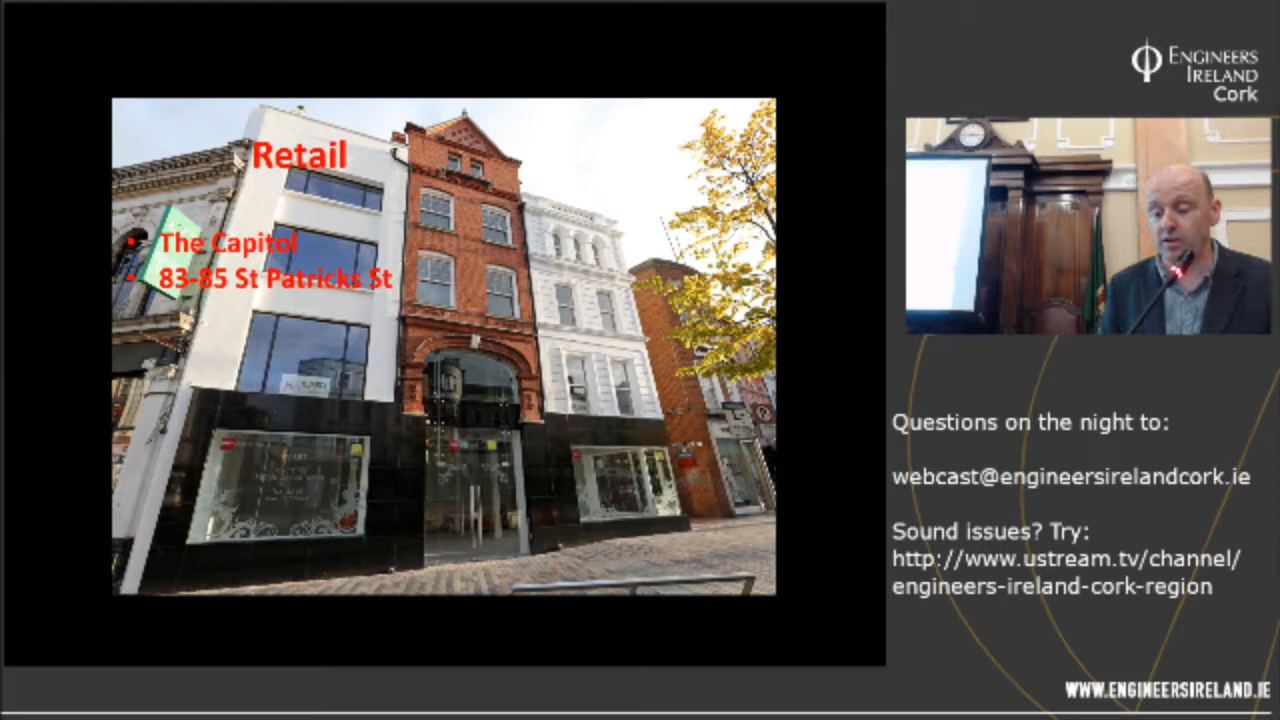 Retail
• The Capitol
• 83-85 St Patricks St
ENGINEERS
IRELAND
Cork
Questions on the night to:
webcast@engineersirelandcork.ie
Sound issues? Try:
http://www.ustream.tv/channel/
engineers-ireland-cork-region
WWW.ENGINEERSIRELAND.IE